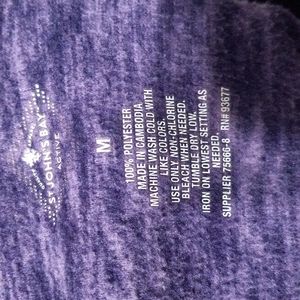 ST. JOHN'S BAY
ACTIVE
M
100% POLYESTER
MADE IN CAMBODIA
MACHINE WASH COLD WITH
LIKE COLORS.
USE ONLY NON-CHLORINE
BLEACH WHEN NEEDED.
TUMBLE DRY LOW.
IRON ON LOWEST SETTING AS
NEEDED.
SUPPLIER 75666-8 RN# 93677